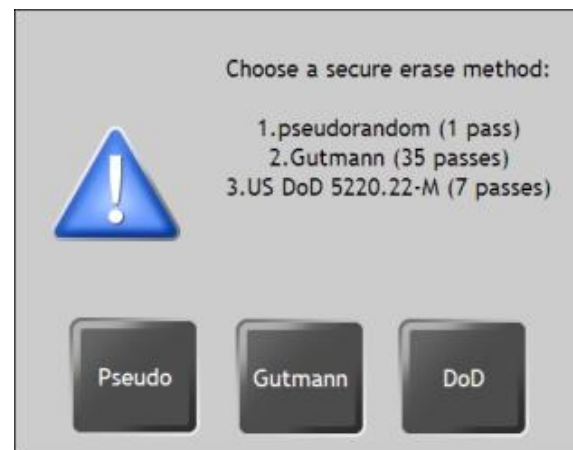 Choose a secure erase method:
1.pseudorandom (1 pass)
2.Gutmann (35 passes)
3.US DoD 5220.22-M (7 passes)
Pseudo
Gutmann
DoD